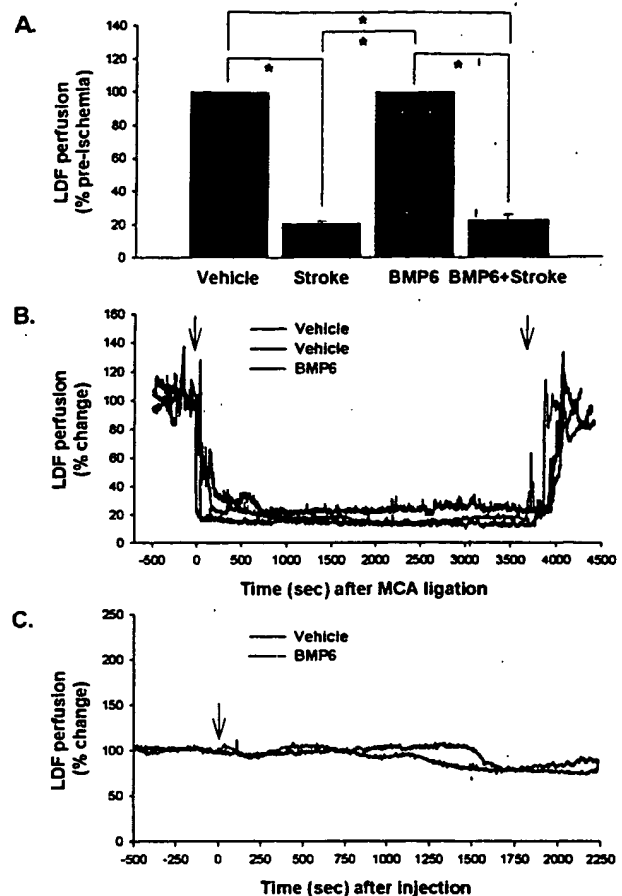 A.
LDF perfusion
(% pre-Ischemia)
140
120
100
80
60
40
20
0
*
*
*
*
Vehicle Stroke BMP6 BMP6+Stroke
B.
LDF perfusion
(% change)
160
140
120
100
80
60
40
20
0
Vehicle
Vehicle
BMP6
-500 0 500 1000 1500 2000 2500 3000 3500 4000 4500
Time (sec) after MCA ligation
C.
LDF perfusion
(% change)
250
200
150
100
50
0
Vehicle
BMP6
-500 -250 0 250 500 750 1000 1250 1500 1750 2000 2250
Time (sec) after injection